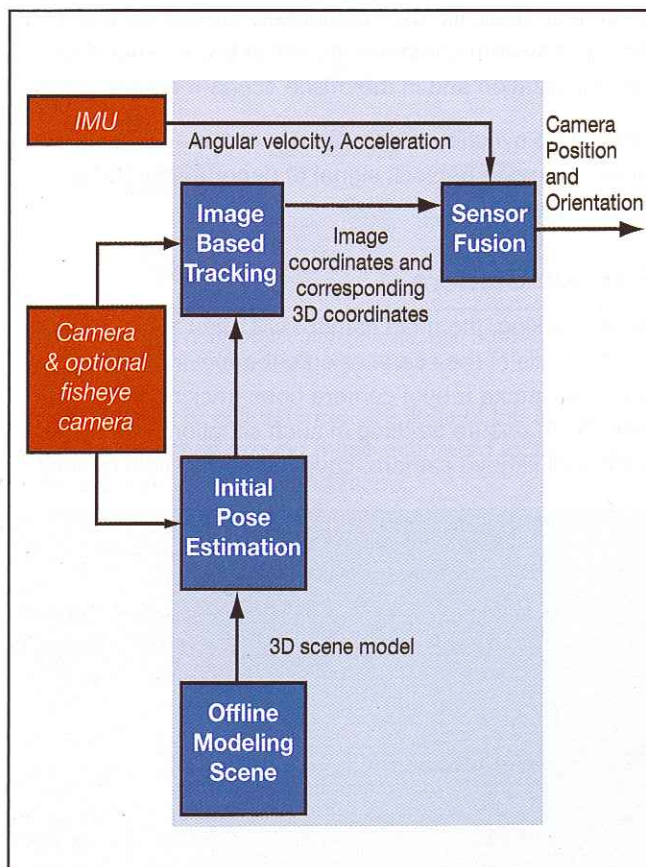 IMU
Angular velocity, Acceleration
Camera
Position
and
Orientation
Image
Based
Tracking
Sensor
Fusion
Image
coordinates and
corresponding
3D coordinates
Camera
& optional
fisheye
camera
Initial
Pose
Estimation
3D scene model
Offline
Modeling
Scene